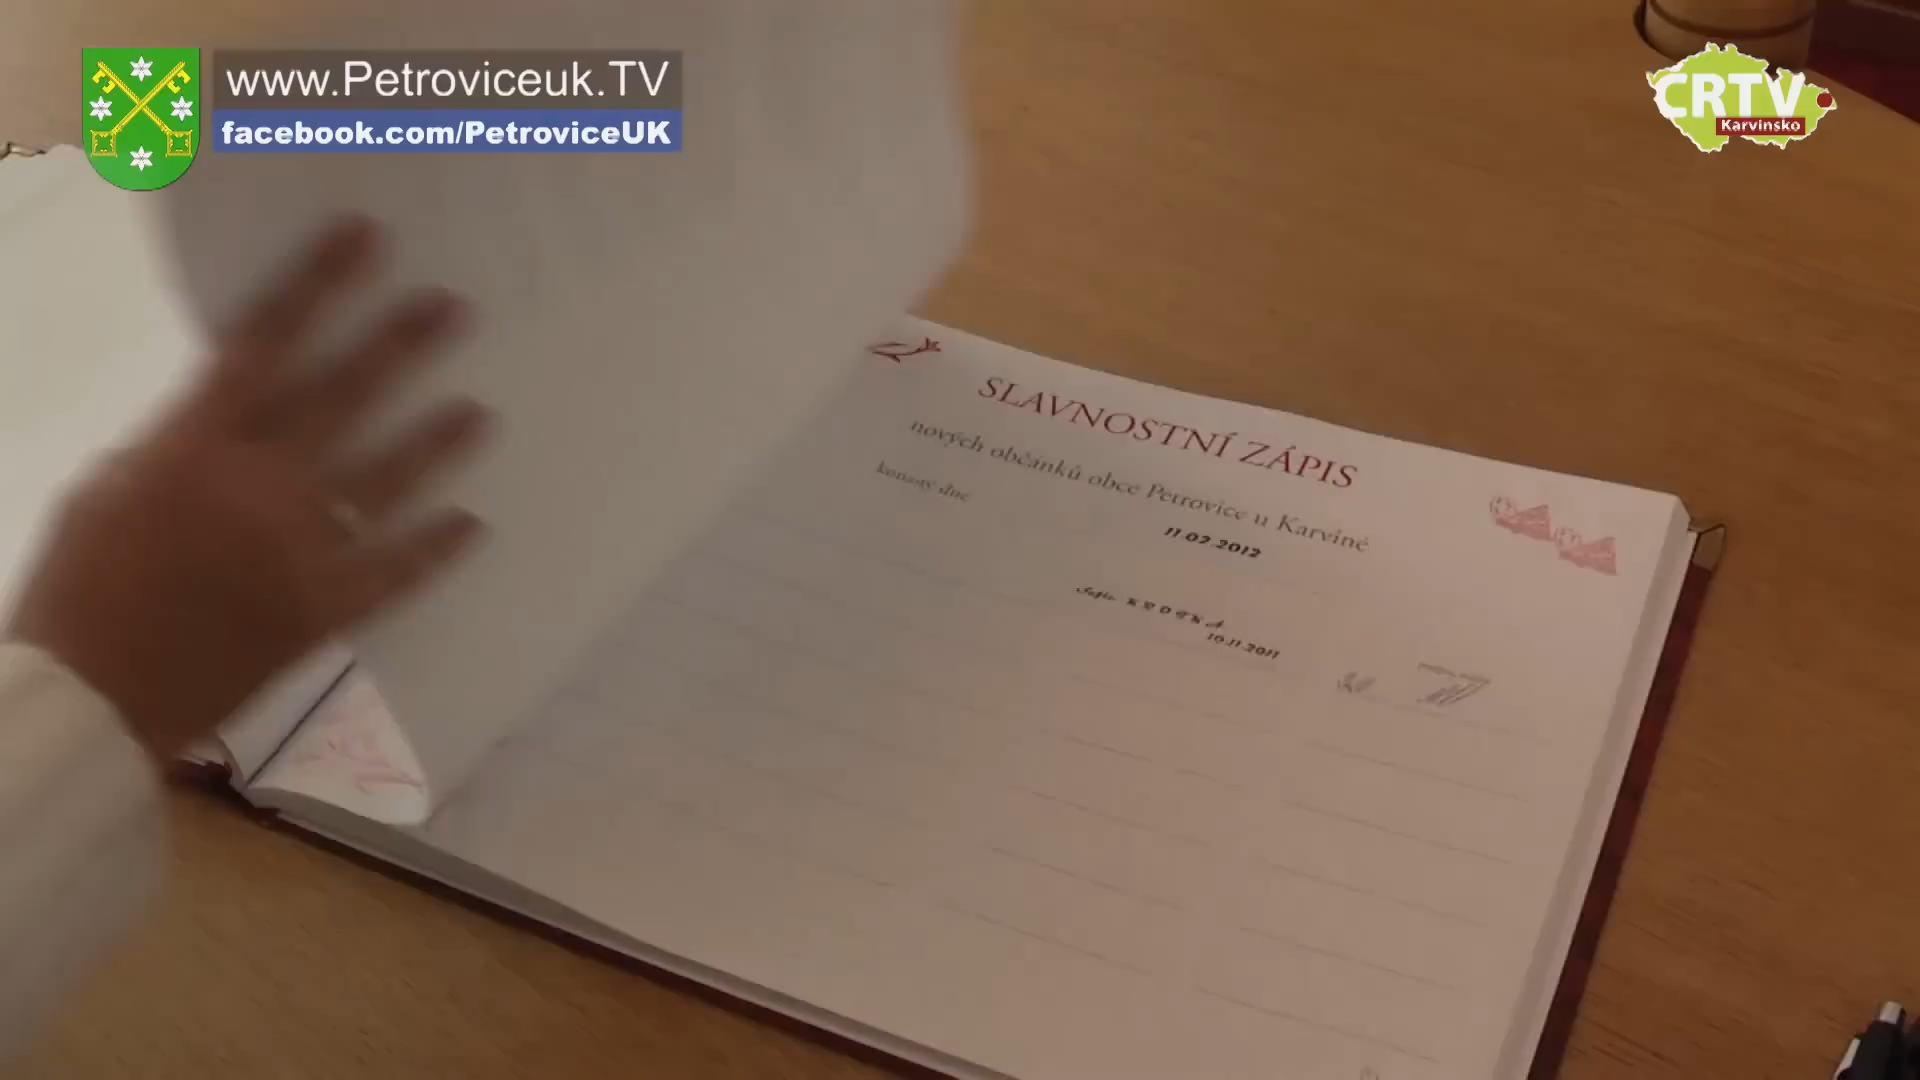 www.Petroviceuk.TV
facebook.com/PetroviceUK
CRTV
Karvinsko
SLAVNOSTNÍ ZÁPIS
nových občánků obce Petrovice u Karviné
konaný dne
11.02.2012
10.11.2011